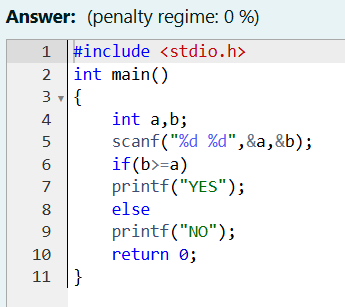 Answer: (penalty regime: 0 %)
1 #include <stdio.h>
2 int main()
3 {
4     int a,b;
5     scanf("%d %d",&a,&b);
6     if(b>=a)
7     printf("YES");
8     else
9     printf("NO");
10     return 0;
11 }